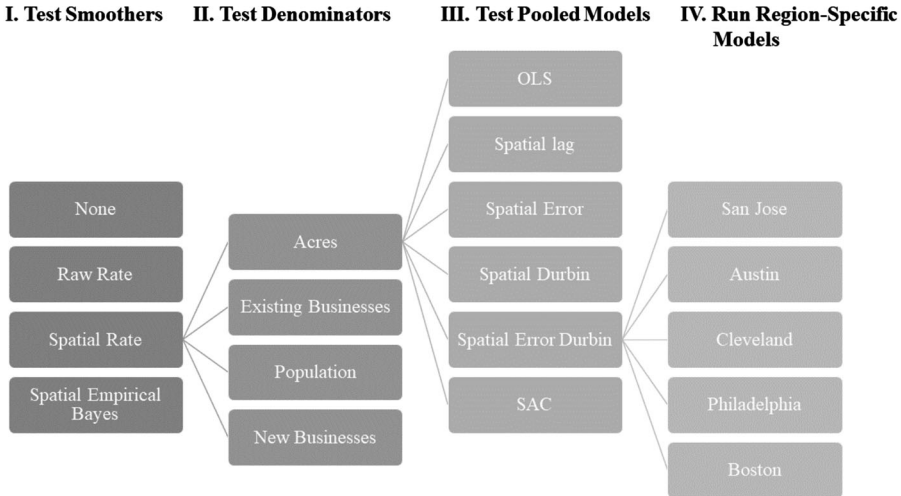 I. Test Smoothers
II. Test Denominators
III. Test Pooled Models
IV. Run Region-Specific
Models
None
Raw Rate
Spatial Rate
Spatial Empirical
Bayes
Acres
Existing Businesses
Population
New Businesses
OLS
Spatial lag
Spatial Error
Spatial Durbin
Spatial Error Durbin
SAC
San Jose
Austin
Cleveland
Philadelphia
Boston